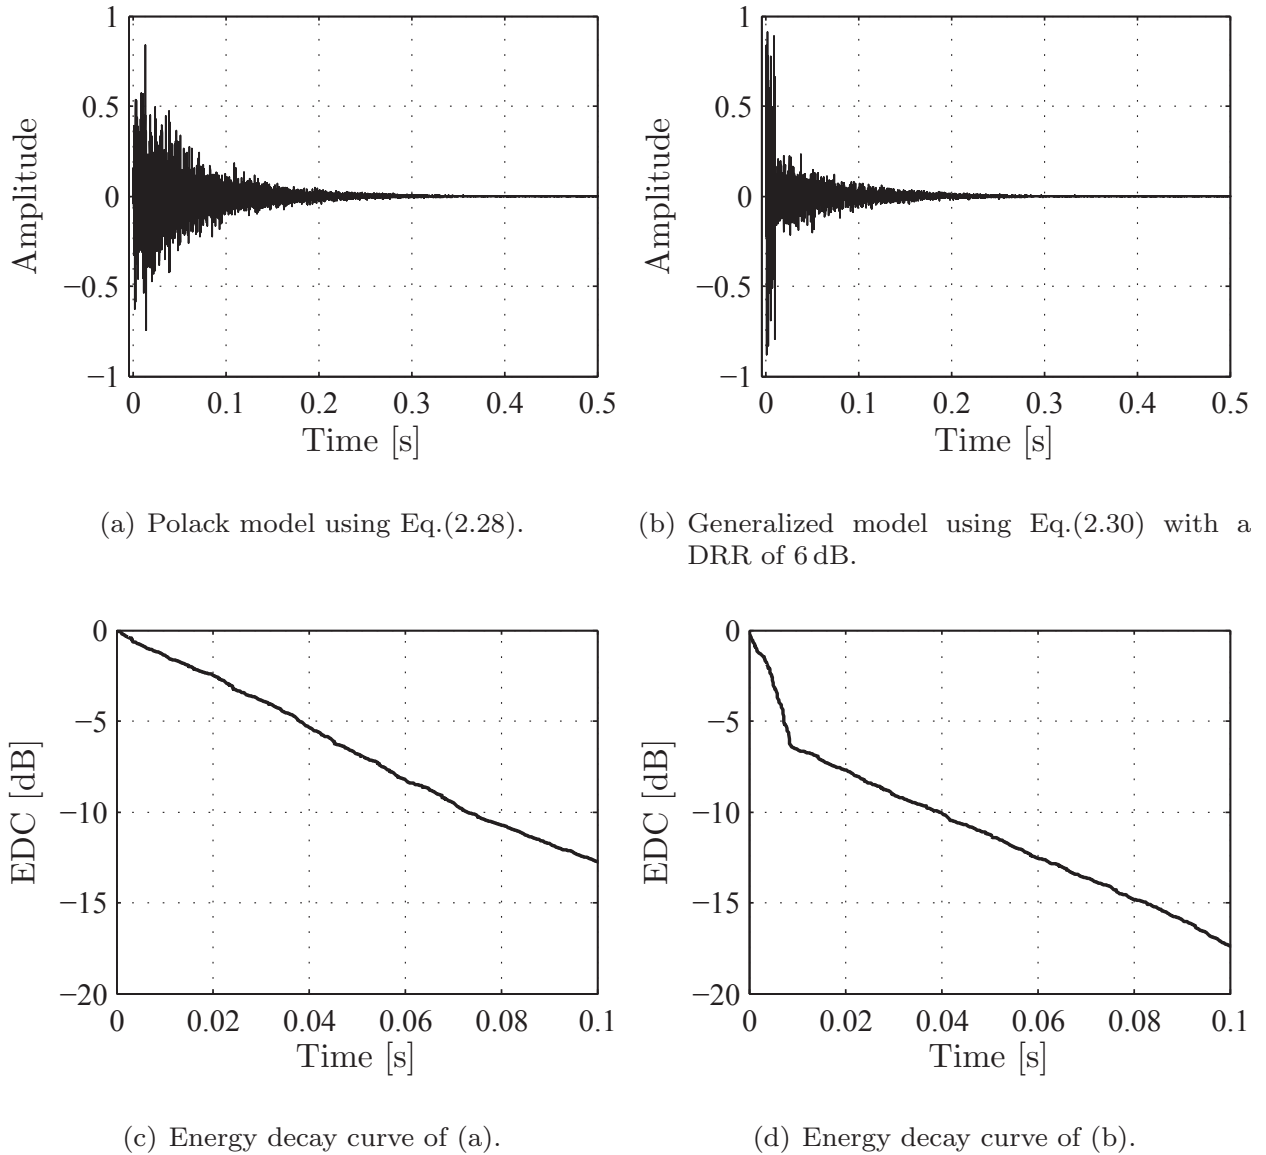 1
0.5
0
−0.5
−1
Amplitude
0 0.1 0.2 0.3 0.4 0.5
Time [s]
(a) Polack model using Eq.(2.28).
1
0.5
0
−0.5
−1
Amplitude
0 0.1 0.2 0.3 0.4 0.5
Time [s]
(b) Generalized model using Eq.(2.30) with a
DRR of 6 dB.
0
−5
−10
−15
−20
EDC [dB]
0 0.02 0.04 0.06 0.08 0.1
Time [s]
(c) Energy decay curve of (a).
0
−5
−10
−15
−20
EDC [dB]
0 0.02 0.04 0.06 0.08 0.1
Time [s]
(d) Energy decay curve of (b).